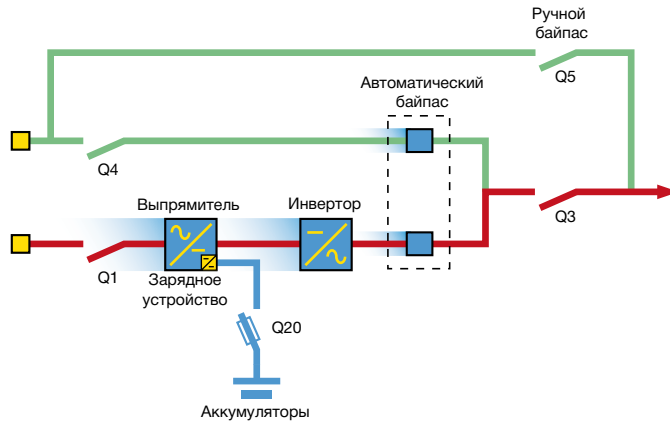 Ручной
байпас
Q5
Автоматический
байпас
Q4
Выпрямитель
Инвертор
Q3
Q1
Зарядное
устройство
Q20
Аккумуляторы